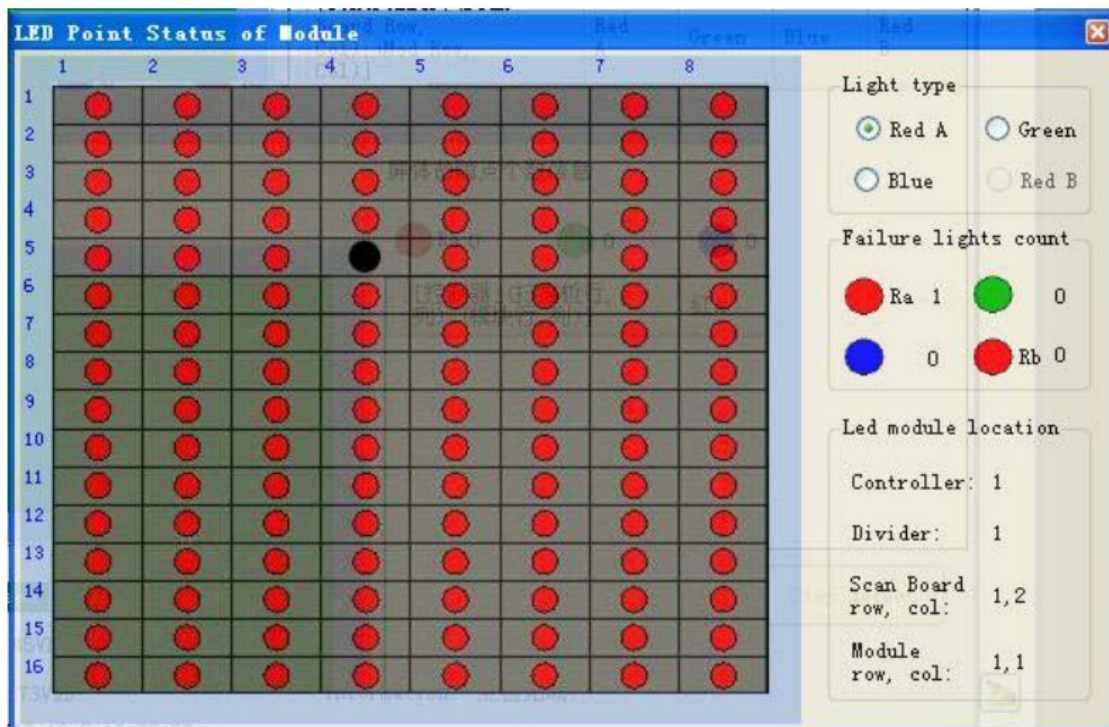 LED Point Status of Module
1 2 3 4 5 6 7 8
1
2
3
4
5
6
7
8
9
10
11
12
13
14
15
16
Light type
Red A
Green
Blue
Red B
Failure lights count
Ra 1
0
0
Rb 0
Led module location
Controller: 1
Divider: 1
Scan Board
row, col: 1,2
Module
row, col: 1,1